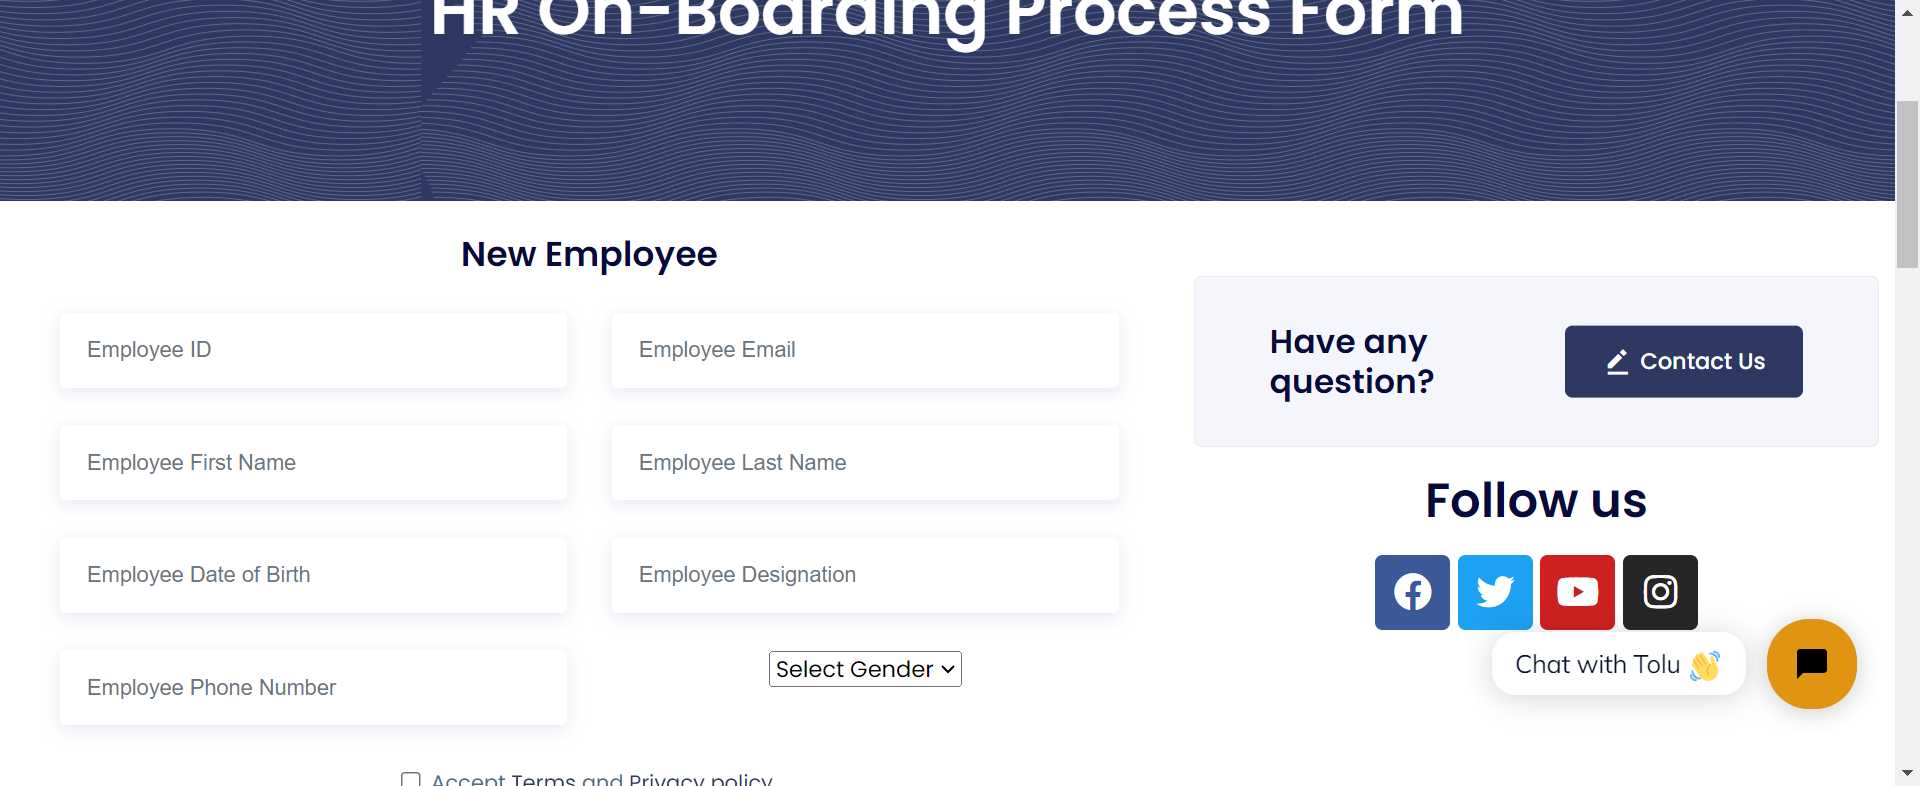 HR On-Boarding Process Form
New Employee
Employee ID
Employee Email
Employee First Name
Employee Last Name
Employee Date of Birth
Employee Designation
Employee Phone Number
Select Gender
Accept Terms and Privacy policy
Have any
question?
Contact Us
Follow us
Chat with Tolu